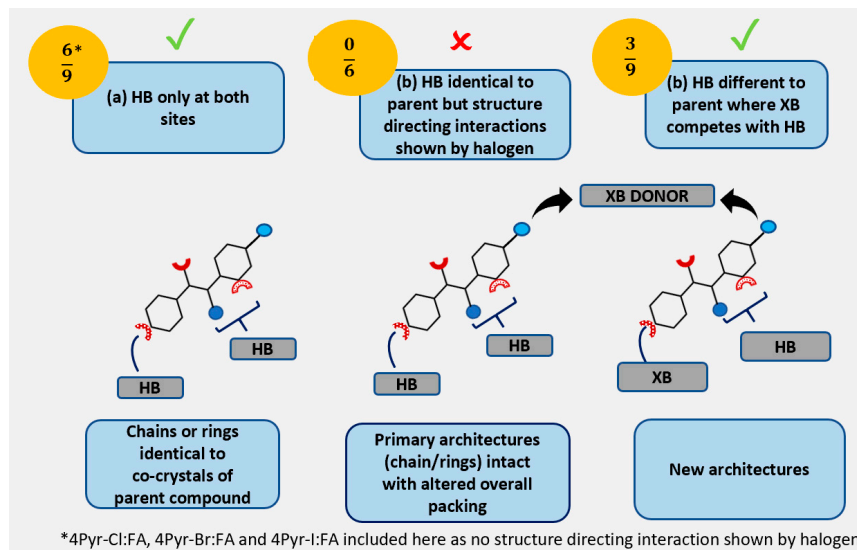 6*
9
(a) HB only at both
sites
0
6
(b) HB identical to
parent but structure
directing interactions
shown by halogen
3
9
(b) HB different to
parent where XB
competes with HB
XB DONOR
HB
HB
HB
HB
XB
HB
Chains or rings
identical to
co-crystals of
parent compound
Primary architectures
(chain/rings) intact
with altered overall
packing
New architectures
*4Pyr-Cl:FA, 4Pyr-Br:FA and 4Pyr-I:FA included here as no structure directing interaction shown by halogen